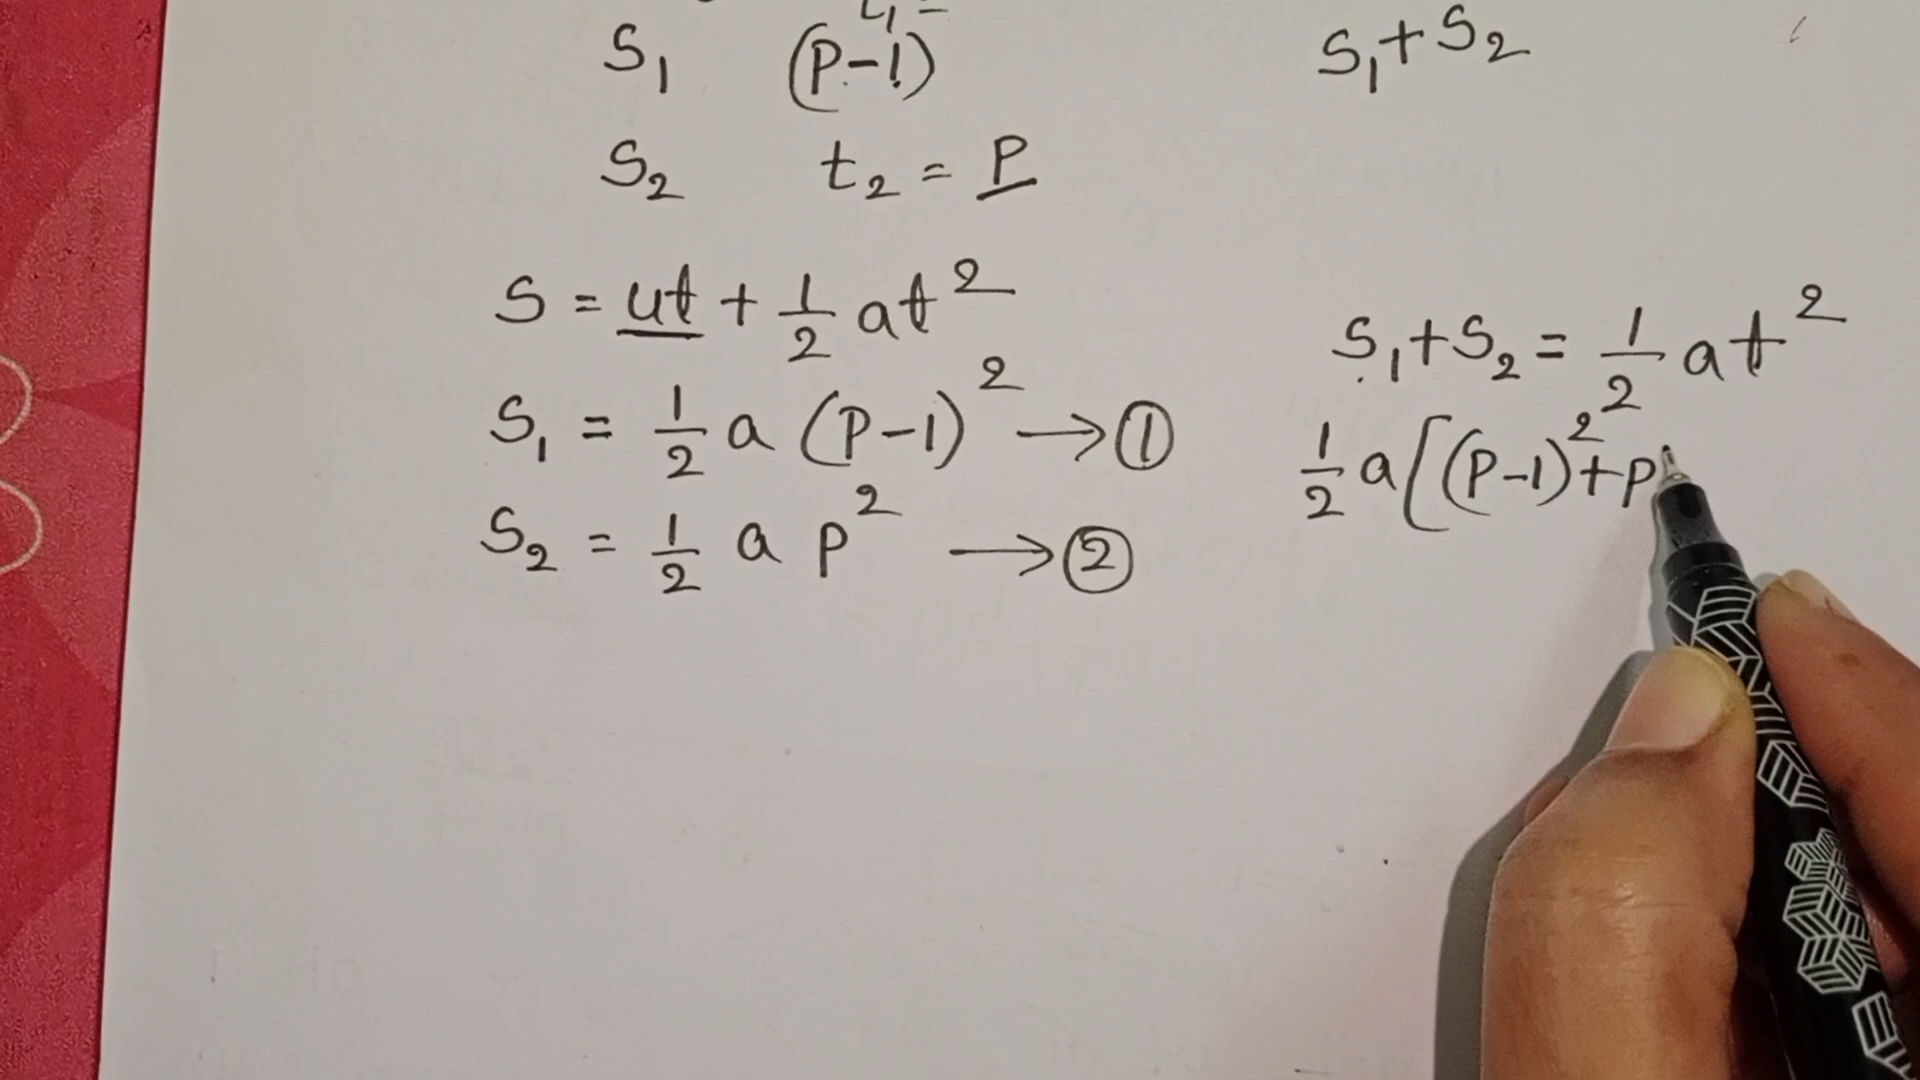 S₁ (P-1) S₁+S₂
S₂ t₂ = P
S = ut + 1/2 at²
S₁ = 1/2 a (P-1)² → ①
S₂ = 1/2 a p² → ②
S₁+S₂ = 1/2 at²
1/2 a[(P-1)²+p